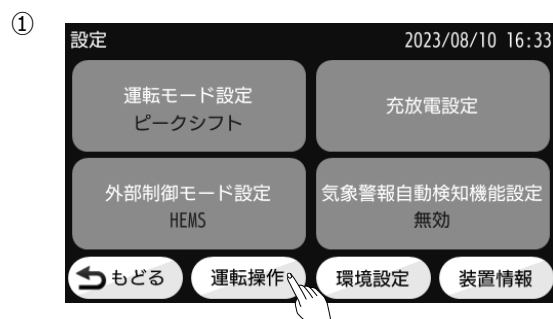 ①
設定 2023/08/10 16:33
運転モード設定
ピークシフト
充放電設定
外部制御モード設定
HEMS
気象警報自動検知機能設定
無効
もどる 運転操作 環境設定 装置情報